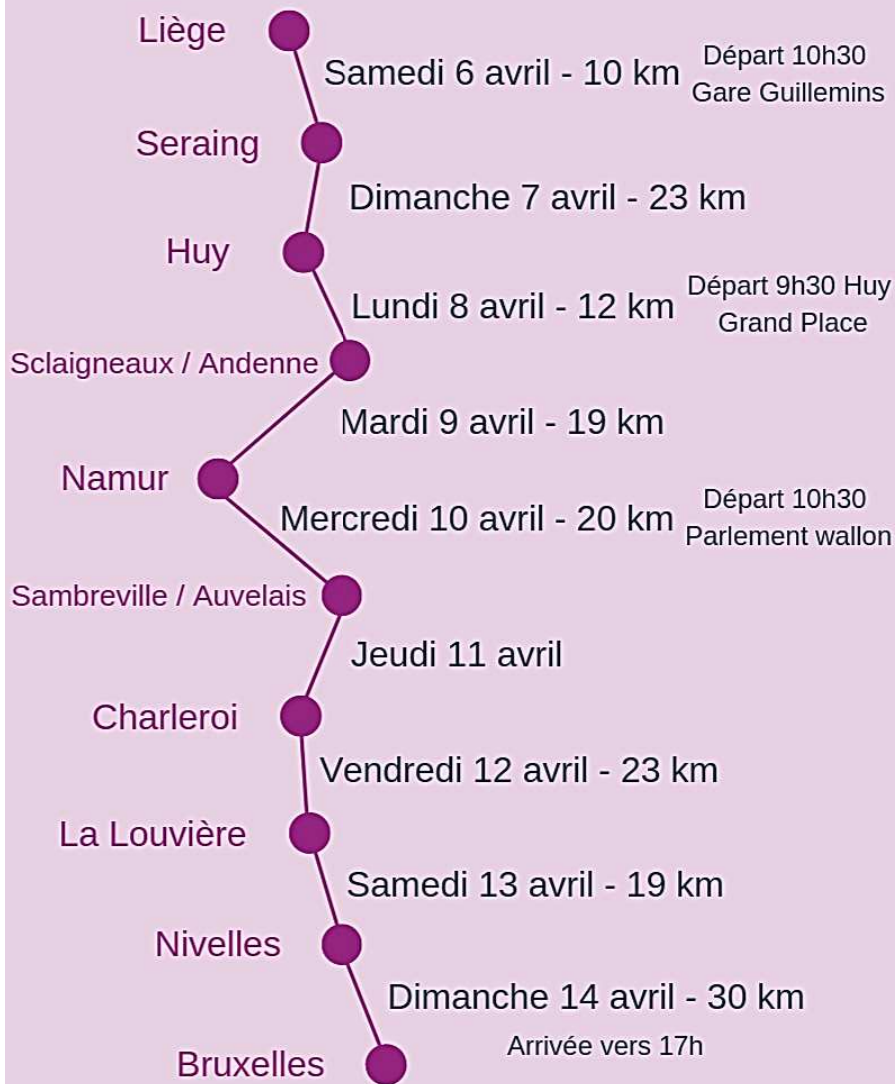 Liège
Samedi 6 avril - 10 km
Départ 10h30
Gare Guillemins
Seraing
Dimanche 7 avril - 23 km
Huy
Lundi 8 avril - 12 km
Départ 9h30 Huy
Grand Place
Sclaigneaux / Andenne
Mardi 9 avril - 19 km
Namur
Mercredi 10 avril - 20 km
Départ 10h30
Parlement wallon
Sambreville / Auvelais
Jeudi 11 avril
Charleroi
Vendredi 12 avril - 23 km
La Louvière
Samedi 13 avril - 19 km
Nivelles
Dimanche 14 avril - 30 km
Arrivée vers 17h
Bruxelles